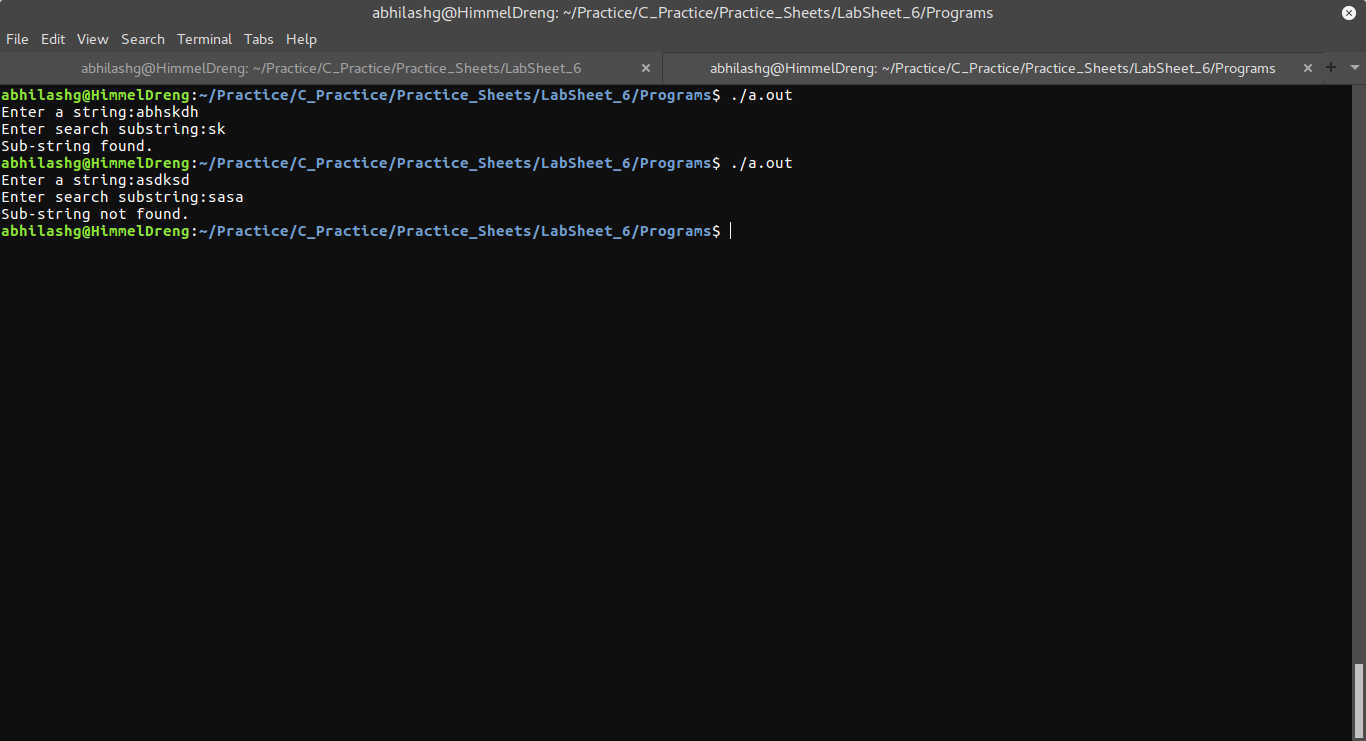 abhilashg@HimmelDreng: ~/Practice/C_Practice/Practice_Sheets/LabSheet_6/Programs
File Edit View Search Terminal Tabs Help
abhilashg@HimmelDreng: ~/Practice/C_Practice/Practice_Sheets/LabSheet_6 abhilashg@HimmelDreng: ~/Practice/C_Practice/Practice_Sheets/LabSheet_6/Programs
abhilashg@HimmelDreng:~/Practice/C_Practice/Practice_Sheets/LabSheet_6/Programs$ ./a.out
Enter a string:abhskdh
Enter search substring:sk
Sub-string found.
abhilashg@HimmelDreng:~/Practice/C_Practice/Practice_Sheets/LabSheet_6/Programs$ ./a.out
Enter a string:asdksd
Enter search substring:sasa
Sub-string not found.
abhilashg@HimmelDreng:~/Practice/C_Practice/Practice_Sheets/LabSheet_6/Programs$